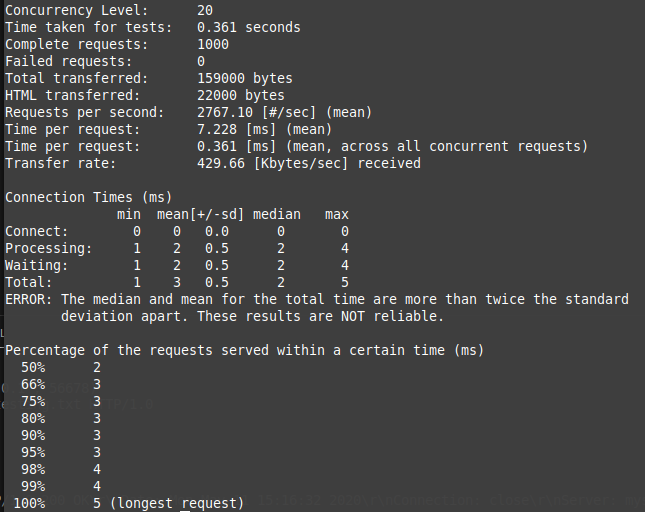 Concurrency Level:      20
Time taken for tests:   0.361 seconds
Complete requests:      1000
Failed requests:        0
Total transferred:      159000 bytes
HTML transferred:       22000 bytes
Requests per second:    2767.10 [#/sec] (mean)
Time per request:       7.228 [ms] (mean)
Time per request:       0.361 [ms] (mean, across all concurrent requests)
Transfer rate:          429.66 [Kbytes/sec] received

Connection Times (ms)
              min  mean[+/-sd] median   max
Connect:        0    0   0.0      0       0
Processing:     1    2   0.5      2       4
Waiting:        1    2   0.5      2       4
Total:          1    3   0.5      2       5
ERROR: The median and mean for the total time are more than twice the standard
       deviation apart. These results are NOT reliable.

Percentage of the requests served within a certain time (ms)
  50%      2
  66%      3
  75%      3
  80%      3
  90%      3
  95%      3
  98%      4
  99%      4
 100%      5 (longest request)